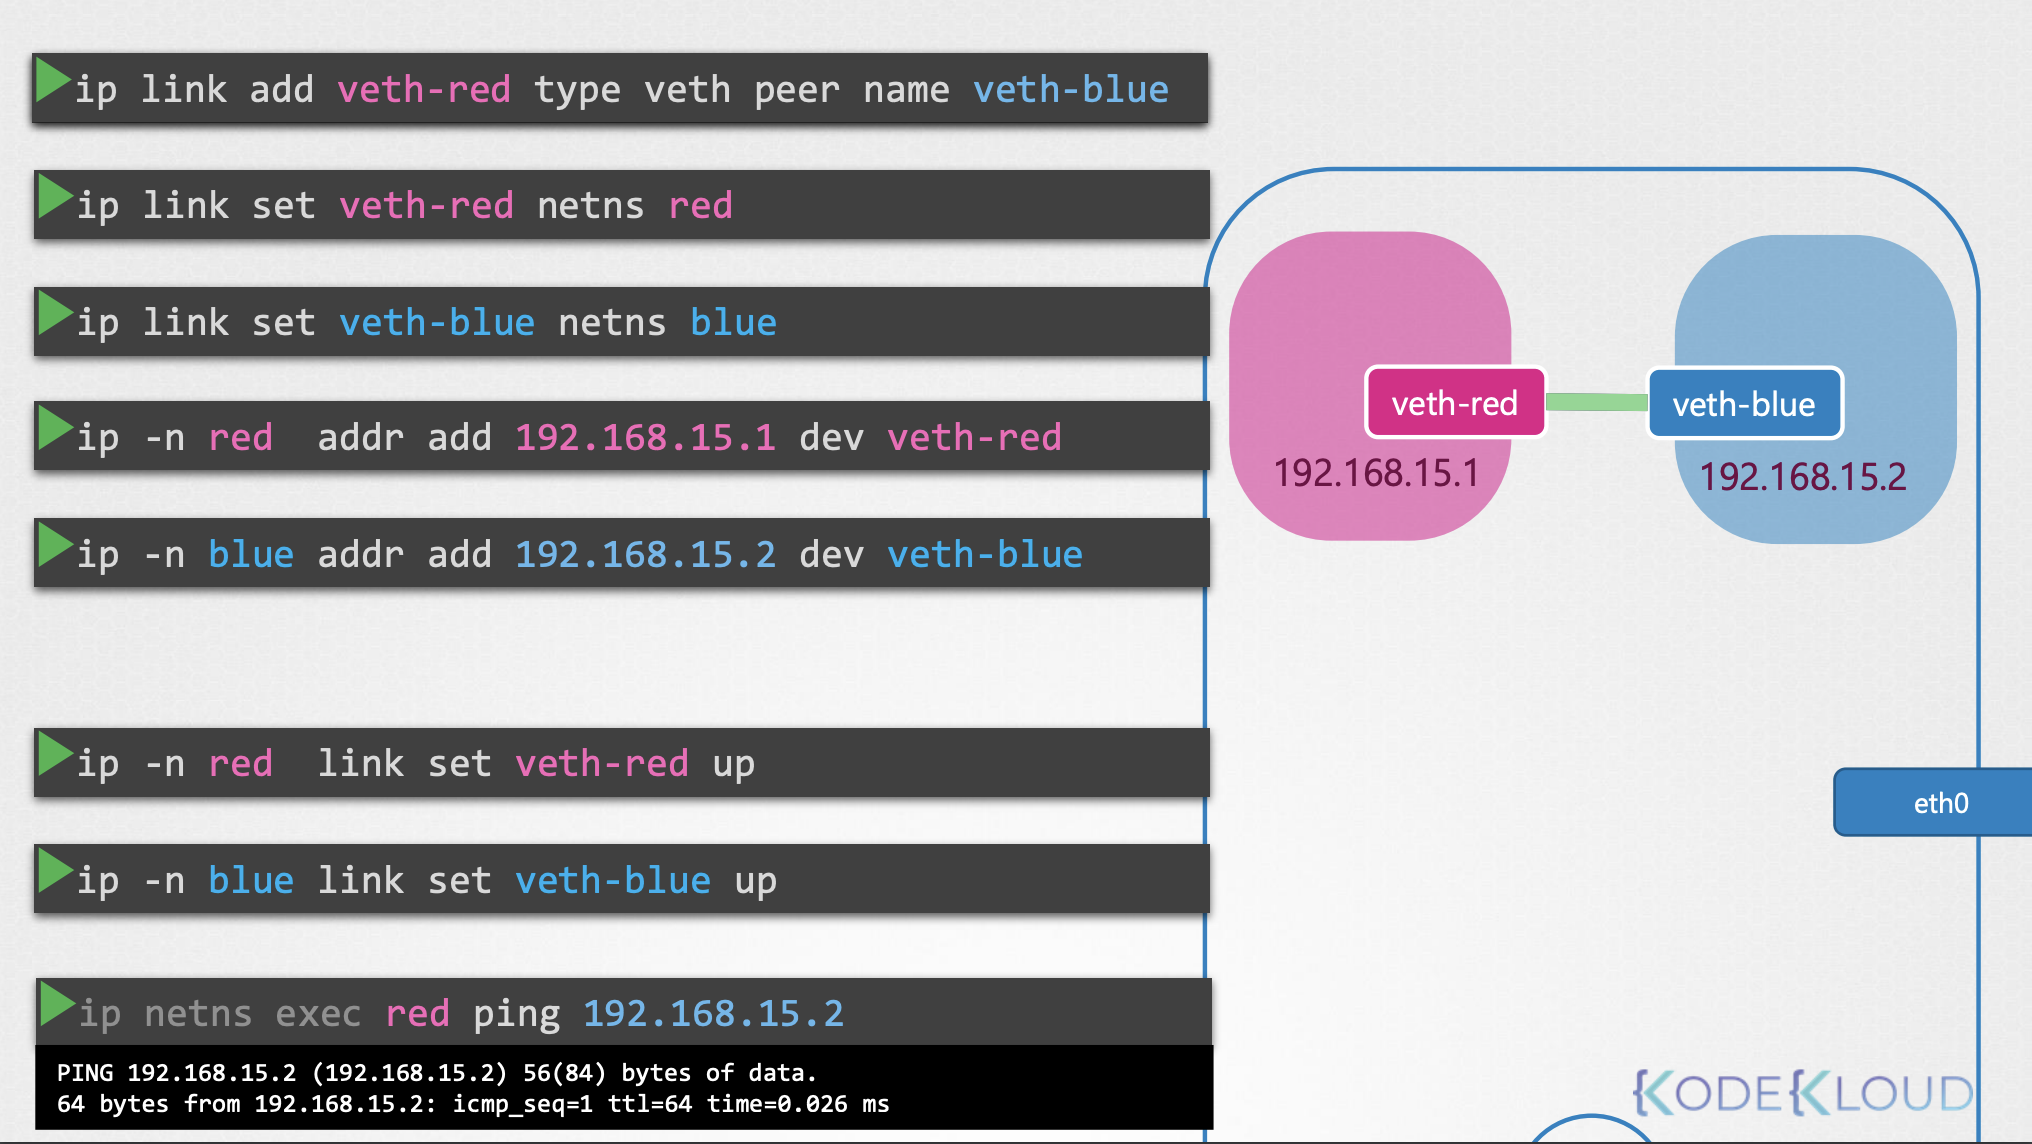 ip link add veth-red type veth peer name veth-blue
ip link set veth-red netns red
ip link set veth-blue netns blue
ip -n red  addr add 192.168.15.1 dev veth-red
ip -n blue addr add 192.168.15.2 dev veth-blue
ip -n red  link set veth-red up
ip -n blue link set veth-blue up
ip netns exec red ping 192.168.15.2
PING 192.168.15.2 (192.168.15.2) 56(84) bytes of data.
64 bytes from 192.168.15.2: icmp_seq=1 ttl=64 time=0.026 ms
veth-red
veth-blue
192.168.15.1
192.168.15.2
eth0
KODEKLOUD